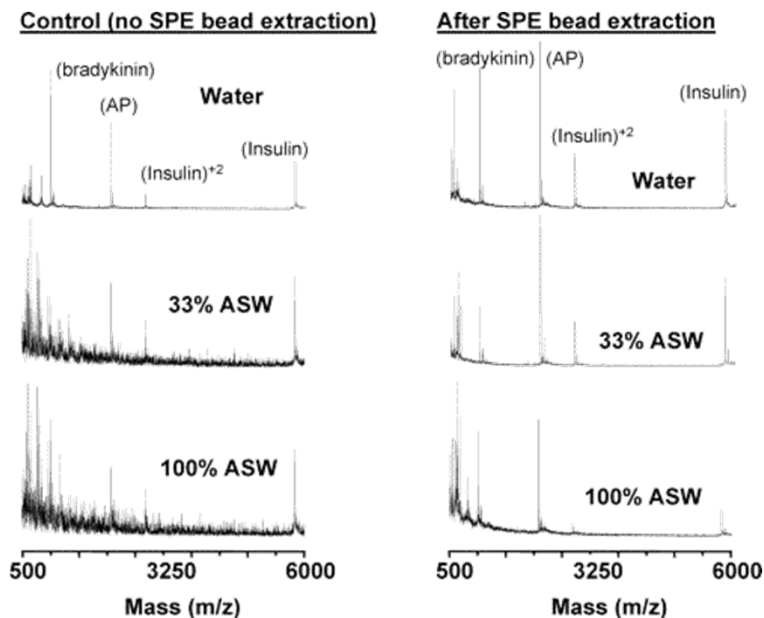 Control (no SPE bead extraction)
(bradykinin)
(AP)
Water
(Insulin)+2
(Insulin)
33% ASW
100% ASW
500 3250 6000
Mass (m/z)
After SPE bead extraction
(bradykinin)
(AP)
(Insulin)
(Insulin)+2
Water
33% ASW
100% ASW
500 3250 6000
Mass (m/z)